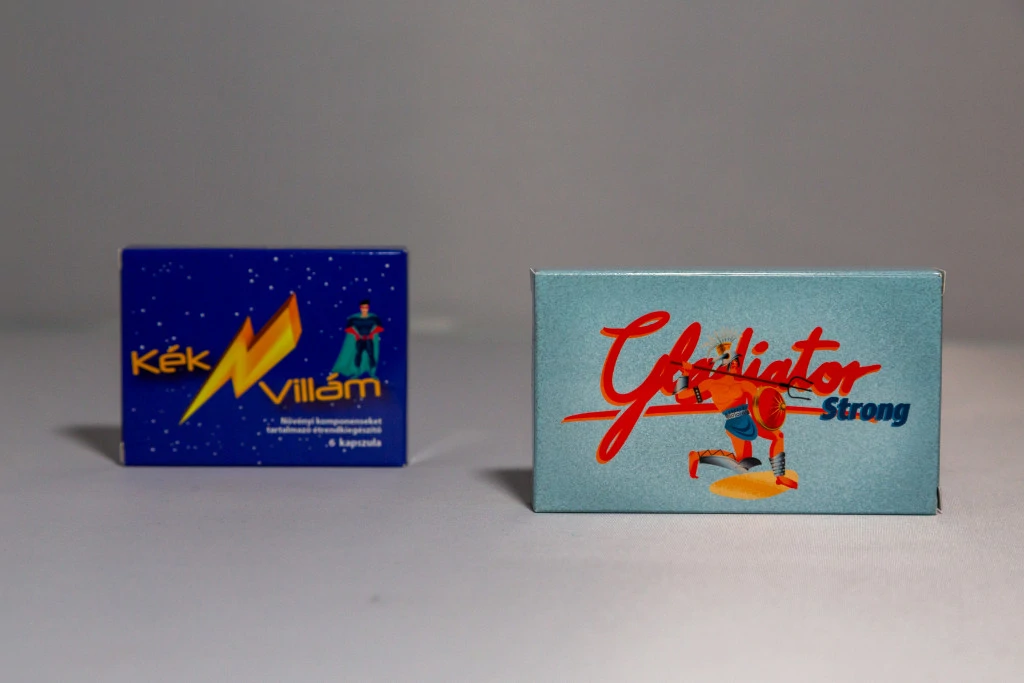 Kék
Villám
Növényi komponenseket
tartalmazó étrendkiegészítő
6 kapszula
Gladiator
Strong